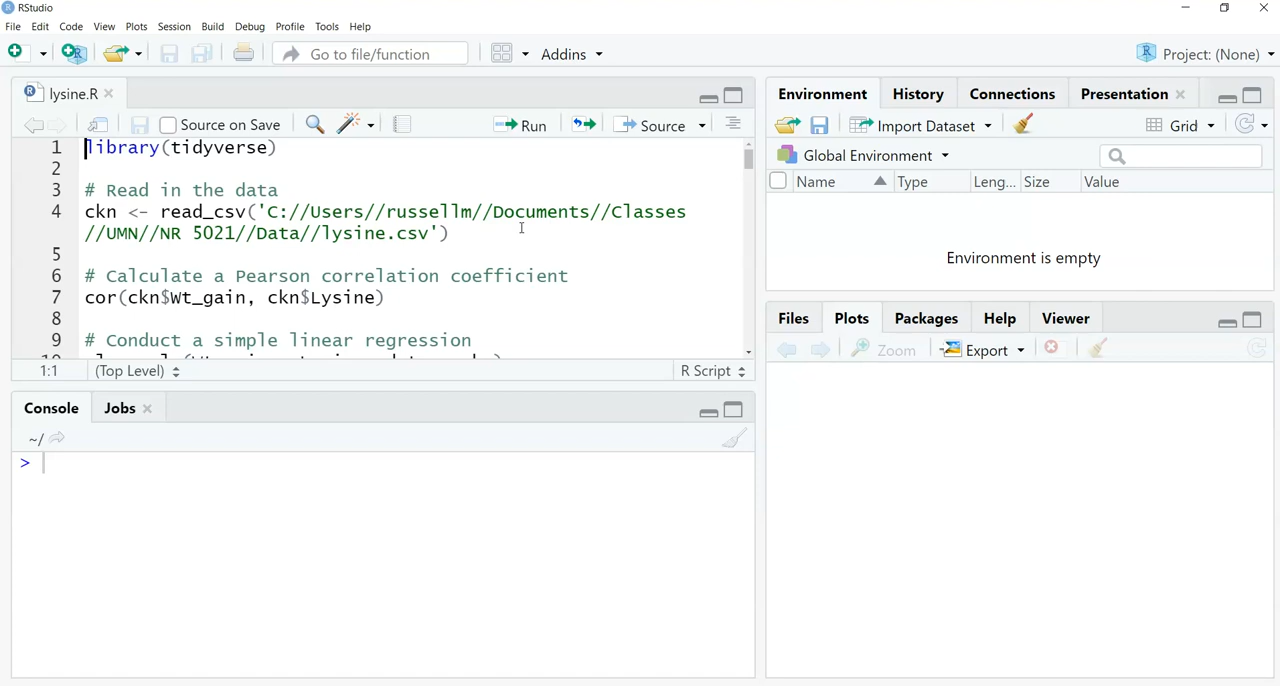 RStudio
File Edit Code View Plots Session Build Debug Profile Tools Help
Go to file/function Addins Project: (None)
lysine.R
Source on Save Run Source
1 library(tidyverse)
2
3 # Read in the data
4 ckn <- read_csv('C://Users//russellm//Documents//Classes
//UMN//NR 5021//Data//lysine.csv')
5
6 # Calculate a Pearson correlation coefficient
7 cor(ckn$Wt_gain, ckn$Lysine)
8
9 # Conduct a simple linear regression
1:1 (Top Level) R Script
Console Jobs
~/
>
Environment History Connections Presentation
Import Dataset Grid
Global Environment
Name Type Leng... Size Value
Environment is empty
Files Plots Packages Help Viewer
Zoom Export